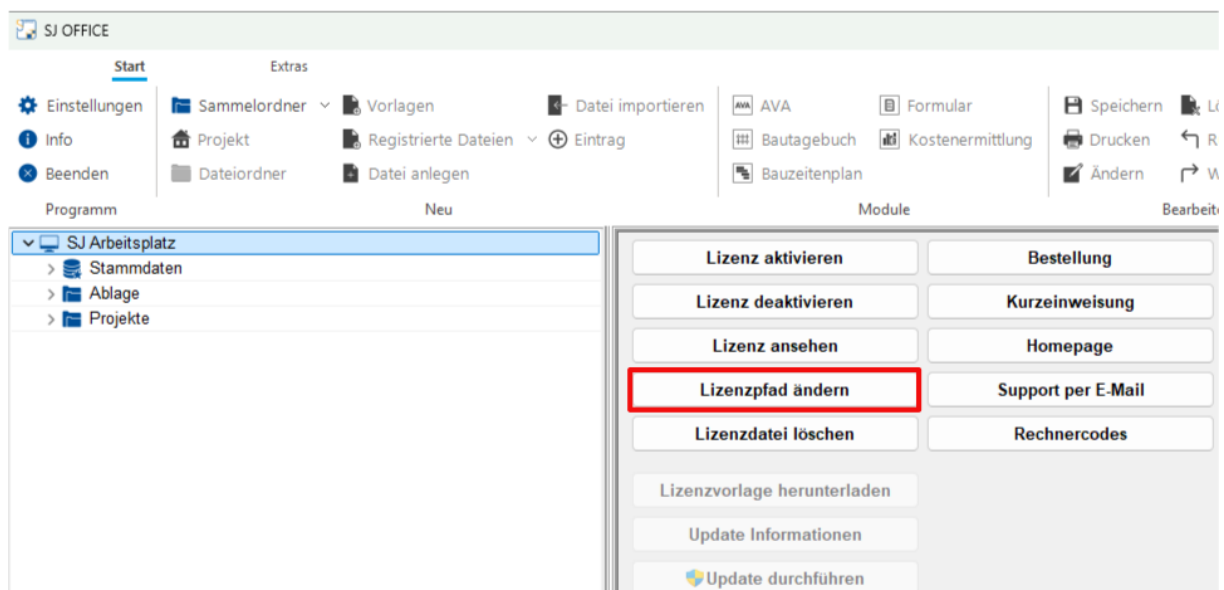 SJ OFFICE
Start Extras
Einstellungen Sammelordner Vorlagen Datei importieren AVA AVA Formular Speichern
Info Projekt Registrierte Dateien Eintrag Bautagebuch Kostenermittlung Drucken
Beenden Dateiordner Datei anlegen Bauzeitenplan Ändern
Programm Neu Module Bearbeite
SJ Arbeitsplatz
Stammdaten
Ablage
Projekte
Lizenz aktivieren Bestellung
Lizenz deaktivieren Kurzeinweisung
Lizenz ansehen Homepage
Lizenzpfad ändern Support per E-Mail
Lizenzdatei löschen Rechnercodes
Lizenzvorlage herunterladen
Update Informationen
Update durchführen